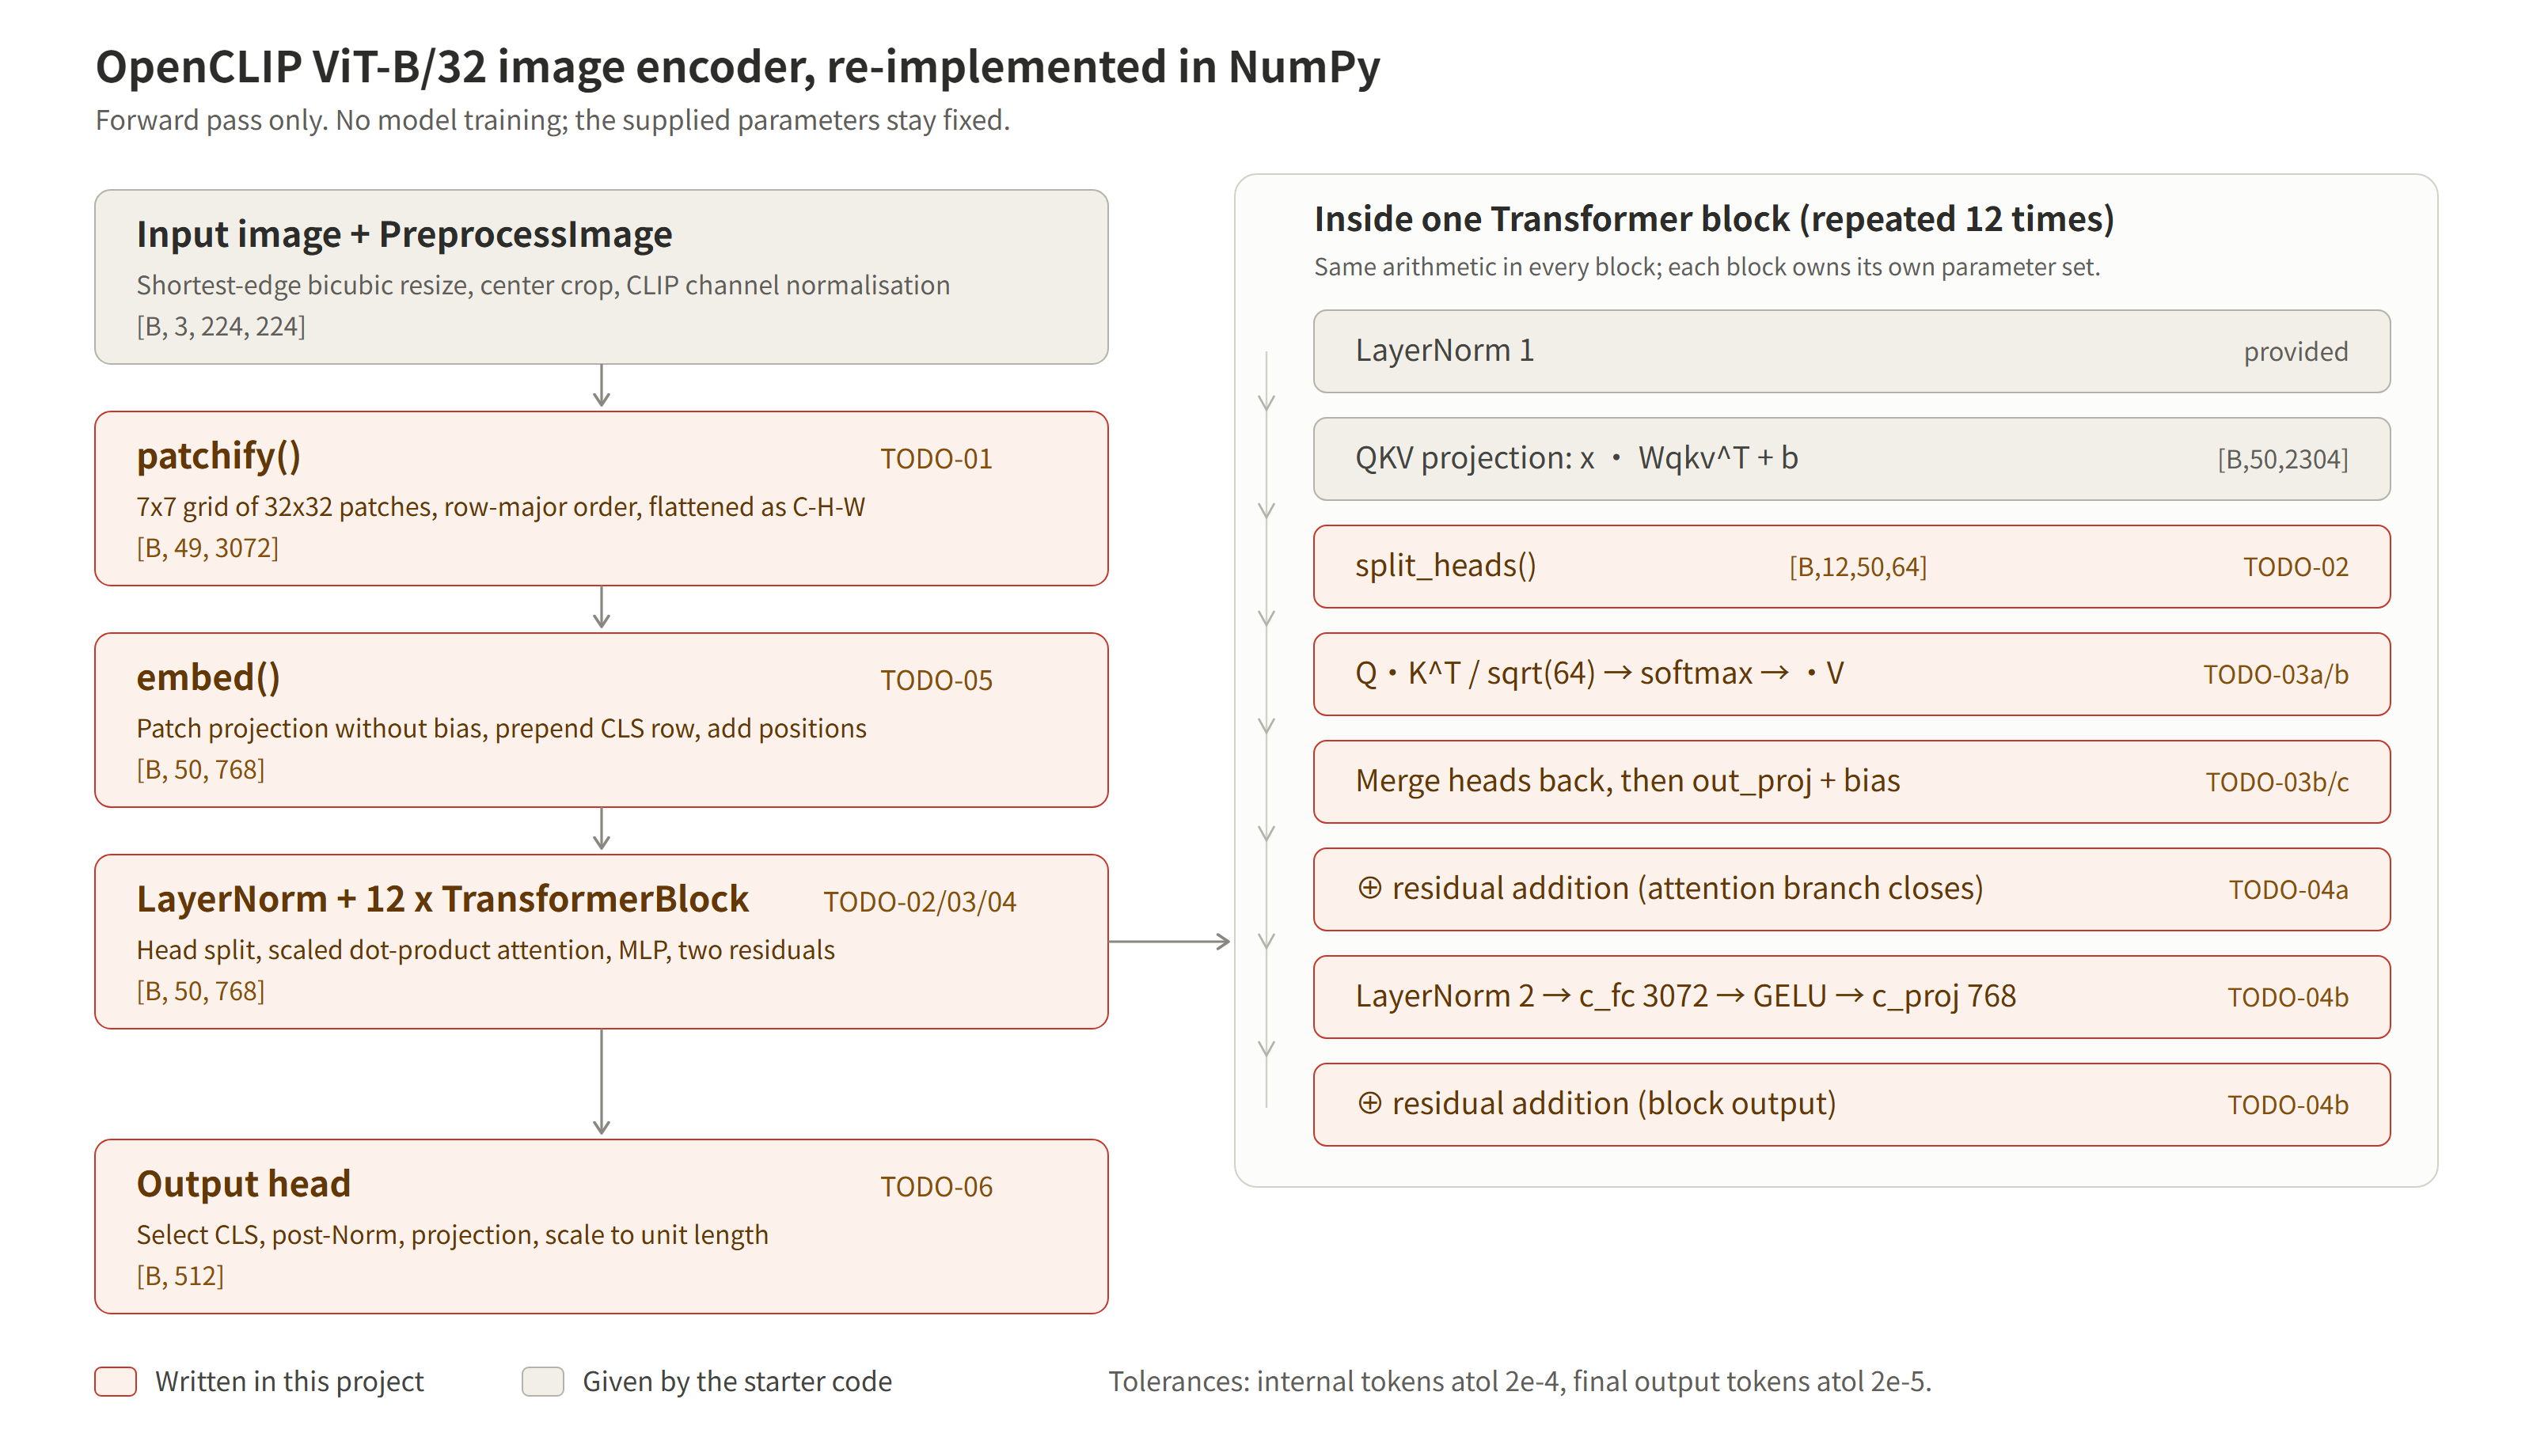 OpenCLIP ViT-B/32 image encoder, re-implemented in NumPy
Forward pass only. No model training; the supplied parameters stay fixed.
Input image + PreprocessImage
Shortest-edge bicubic resize, center crop, CLIP channel normalisation
[B, 3, 224, 224]
patchify() TODO-01
7x7 grid of 32x32 patches, row-major order, flattened as C-H-W
[B, 49, 3072]
embed() TODO-05
Patch projection without bias, prepend CLS row, add positions
[B, 50, 768]
LayerNorm + 12 x TransformerBlock TODO-02/03/04
Head split, scaled dot-product attention, MLP, two residuals
[B, 50, 768]
Output head TODO-06
Select CLS, post-Norm, projection, scale to unit length
[B, 512]
Inside one Transformer block (repeated 12 times)
Same arithmetic in every block; each block owns its own parameter set.
LayerNorm 1 provided
QKV projection: x · Wqkv^T + b [B,50,2304]
split_heads() [B,12,50,64] TODO-02
Q · K^T / sqrt(64) → softmax → · V TODO-03a/b
Merge heads back, then out_proj + bias TODO-03b/c
⊕ residual addition (attention branch closes) TODO-04a
LayerNorm 2 → c_fc 3072 → GELU → c_proj 768 TODO-04b
⊕ residual addition (block output) TODO-04b
Written in this project
Given by the starter code
Tolerances: internal tokens atol 2e-4, final output tokens atol 2e-5.